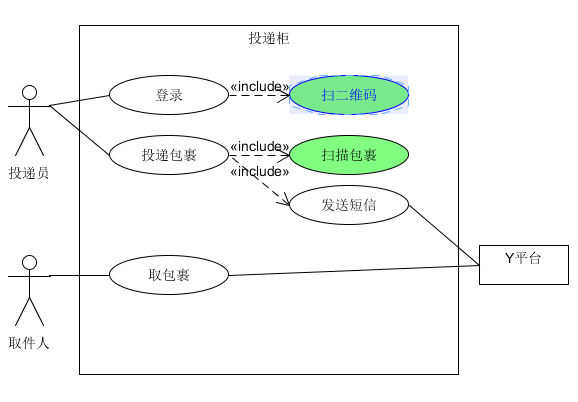 投递柜
登录
«include»
扫二维码
投递包裹
«include»
扫描包裹
«include»
发送短信
投递员
Y平台
取包裹
取件人